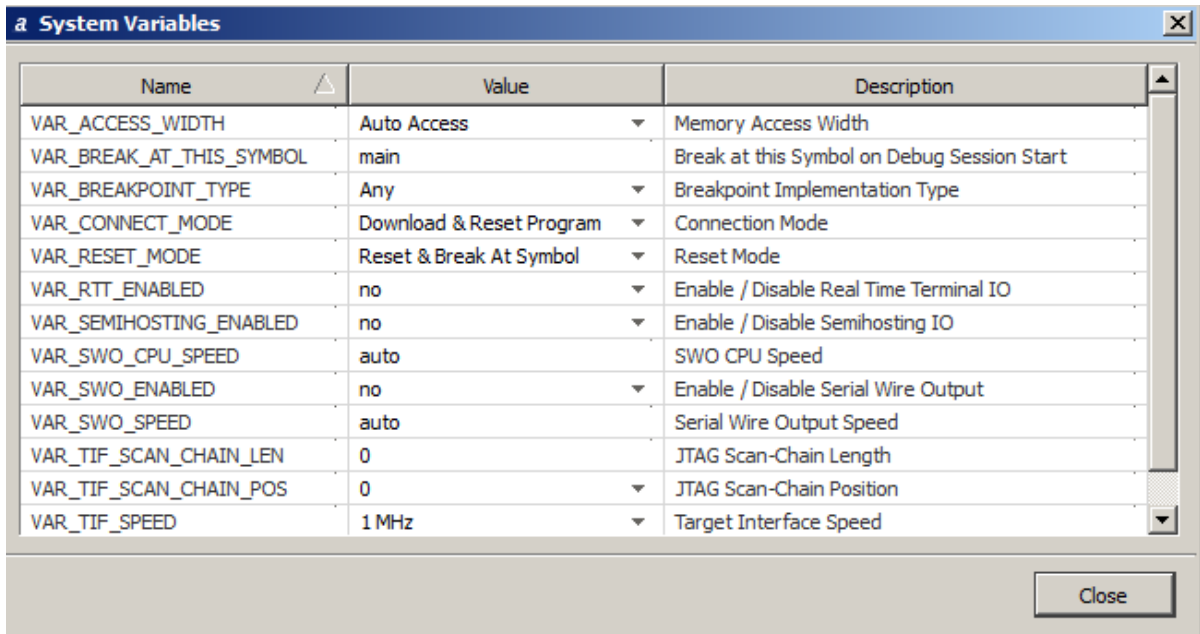 a System Variables
Name Value Description
VAR_ACCESS_WIDTH Auto Access Memory Access Width
VAR_BREAK_AT_THIS_SYMBOL main Break at this Symbol on Debug Session Start
VAR_BREAKPOINT_TYPE Any Breakpoint Implementation Type
VAR_CONNECT_MODE Download & Reset Program Connection Mode
VAR_RESET_MODE Reset & Break At Symbol Reset Mode
VAR_RTT_ENABLED no Enable / Disable Real Time Terminal IO
VAR_SEMIHOSTING_ENABLED no Enable / Disable Semihosting IO
VAR_SWO_CPU_SPEED auto SWO CPU Speed
VAR_SWO_ENABLED no Enable / Disable Serial Wire Output
VAR_SWO_SPEED auto Serial Wire Output Speed
VAR_TIF_SCAN_CHAIN_LEN 0 JTAG Scan-Chain Length
VAR_TIF_SCAN_CHAIN_POS 0 JTAG Scan-Chain Position
VAR_TIF_SPEED 1 MHz Target Interface Speed
Close